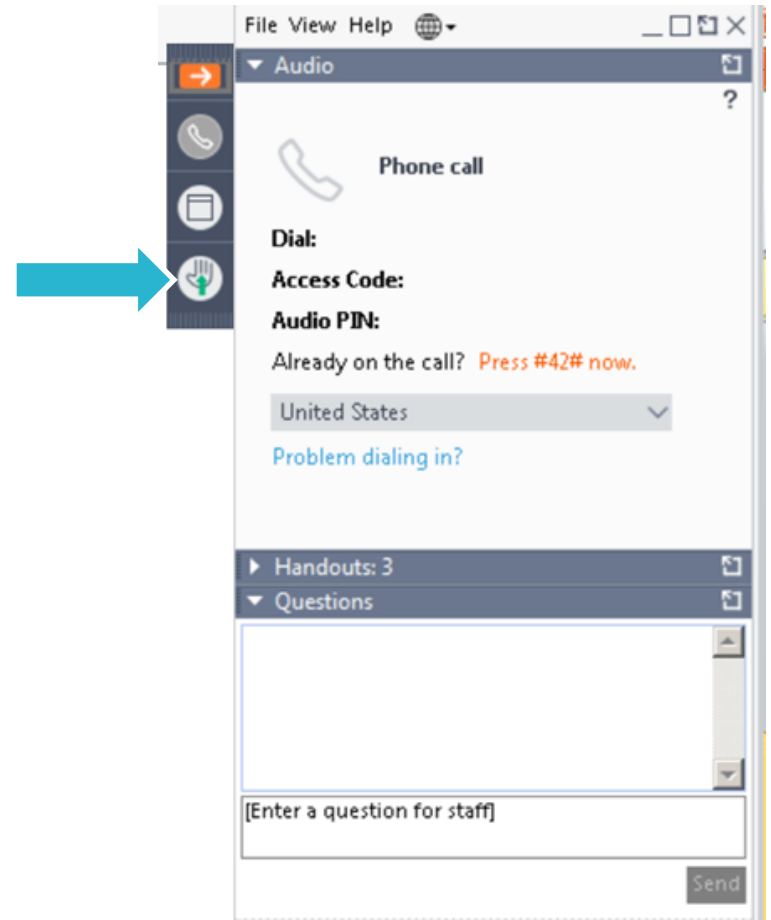 File View Help
Audio
?
Phone call
Dial:
Access Code:
Audio PIN:
Already on the call? Press #42# now.
United States
Problem dialing in?
Handouts: 3
Questions
[Enter a question for staff]
Send